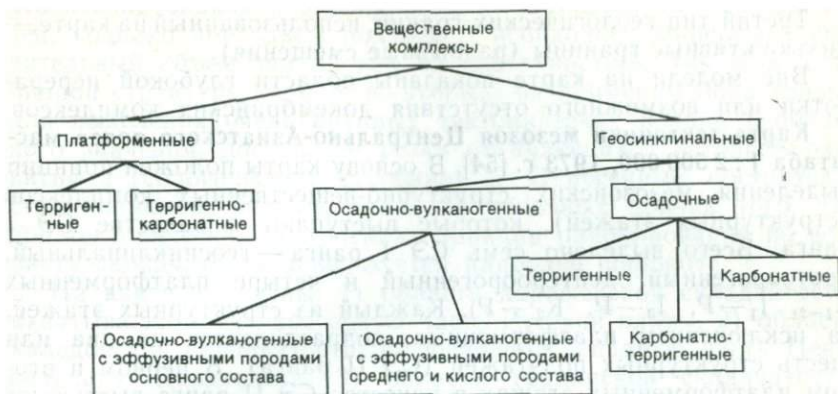 Вещественные
комплексы
Платформенные
Геосинклинальные
Терриген-
ные
Терригенно-
карбонатные
Осадочно-вулканогенные
Осадочные
Терригенные
Карбонатные
Осадочно-вулканогенные
с эффузивными породами
основного состава
Осадочно-вулканогенные
с эффузивными породами
среднего и кислого состава
Карбонатно-
терригенные